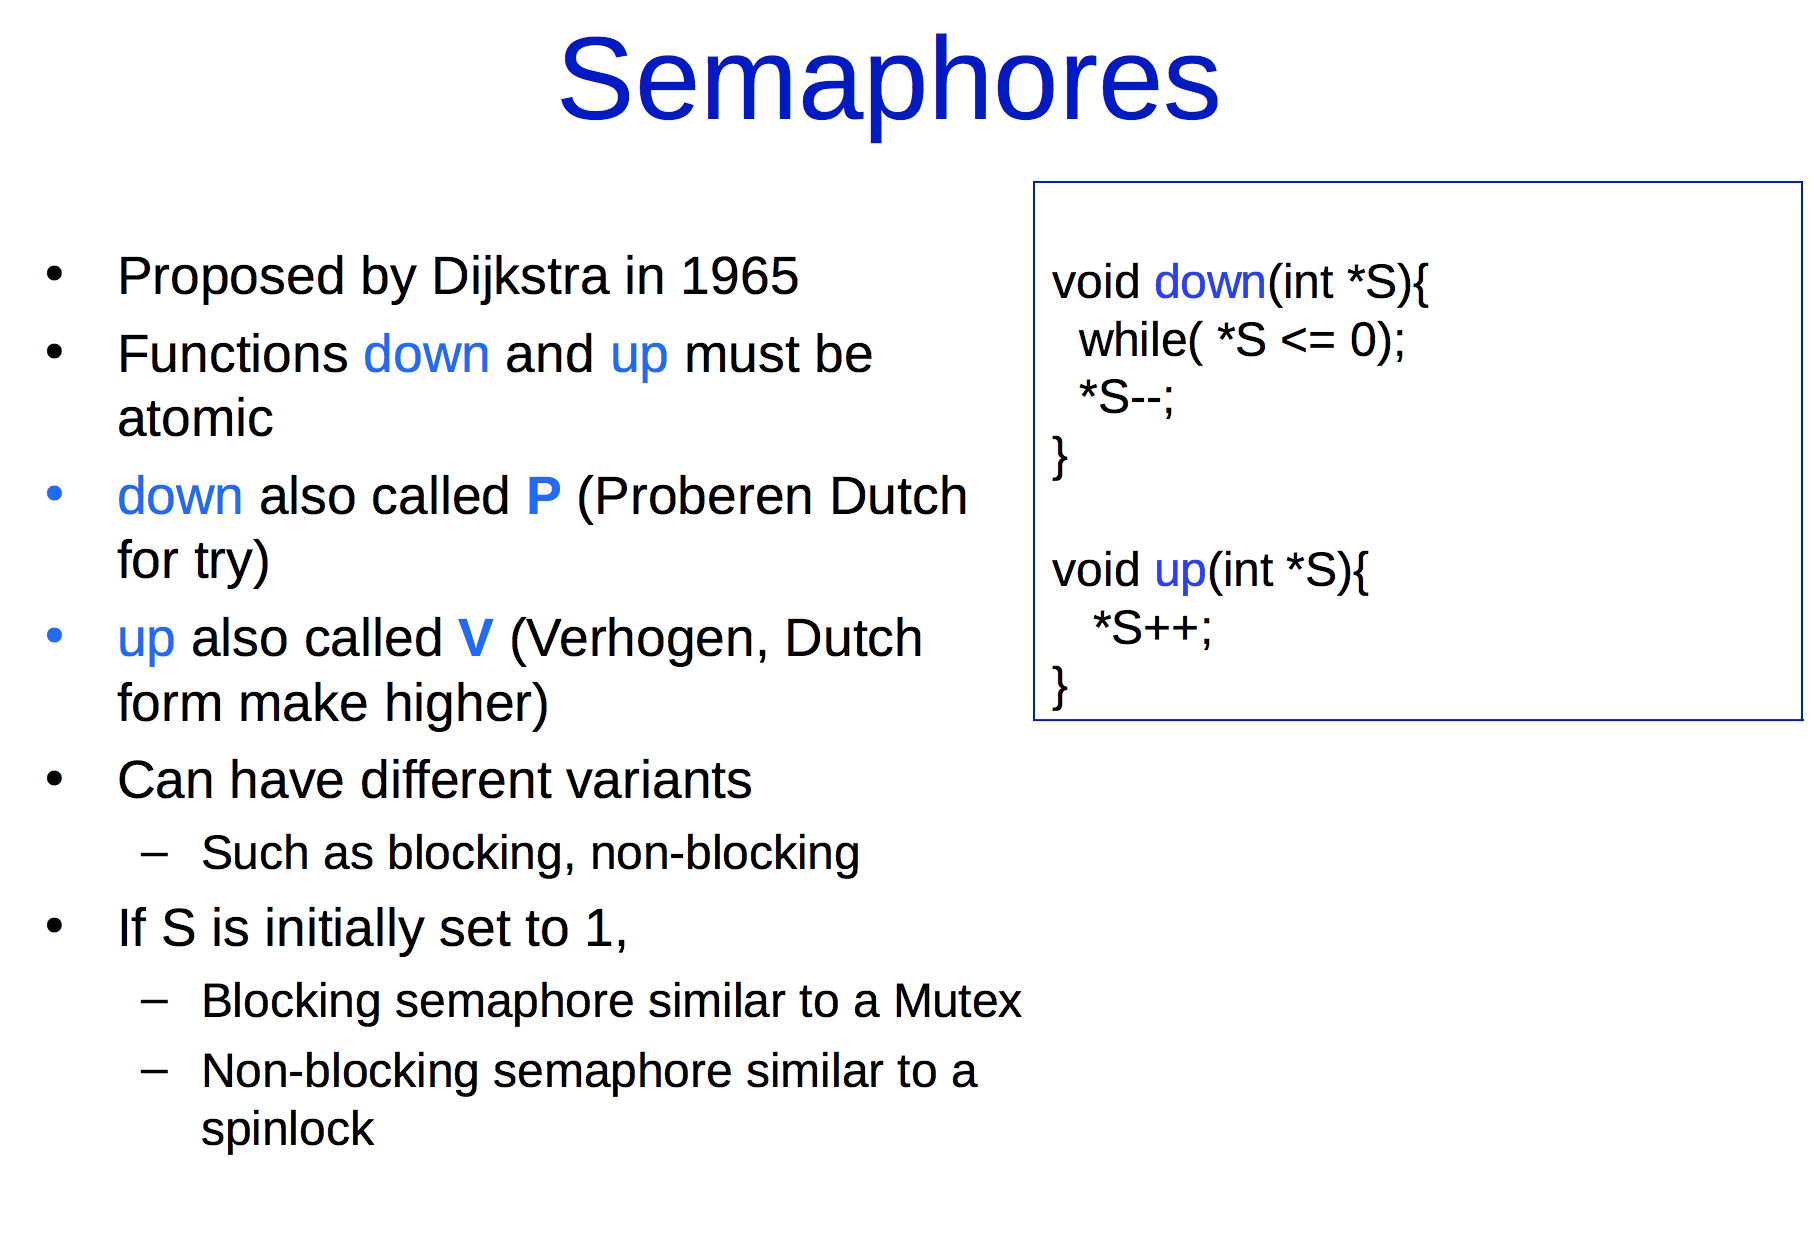 Semaphores
• Proposed by Dijkstra in 1965
• Functions down and up must be
atomic
• down also called P (Proberen Dutch
for try)
• up also called V (Verhogen, Dutch
form make higher)
• Can have different variants
– Such as blocking, non-blocking
• If S is initially set to 1,
– Blocking semaphore similar to a Mutex
– Non-blocking semaphore similar to a
spinlock
void down(int *S){
while( *S <= 0);
*S--;
}
void up(int *S){
*S++;
}